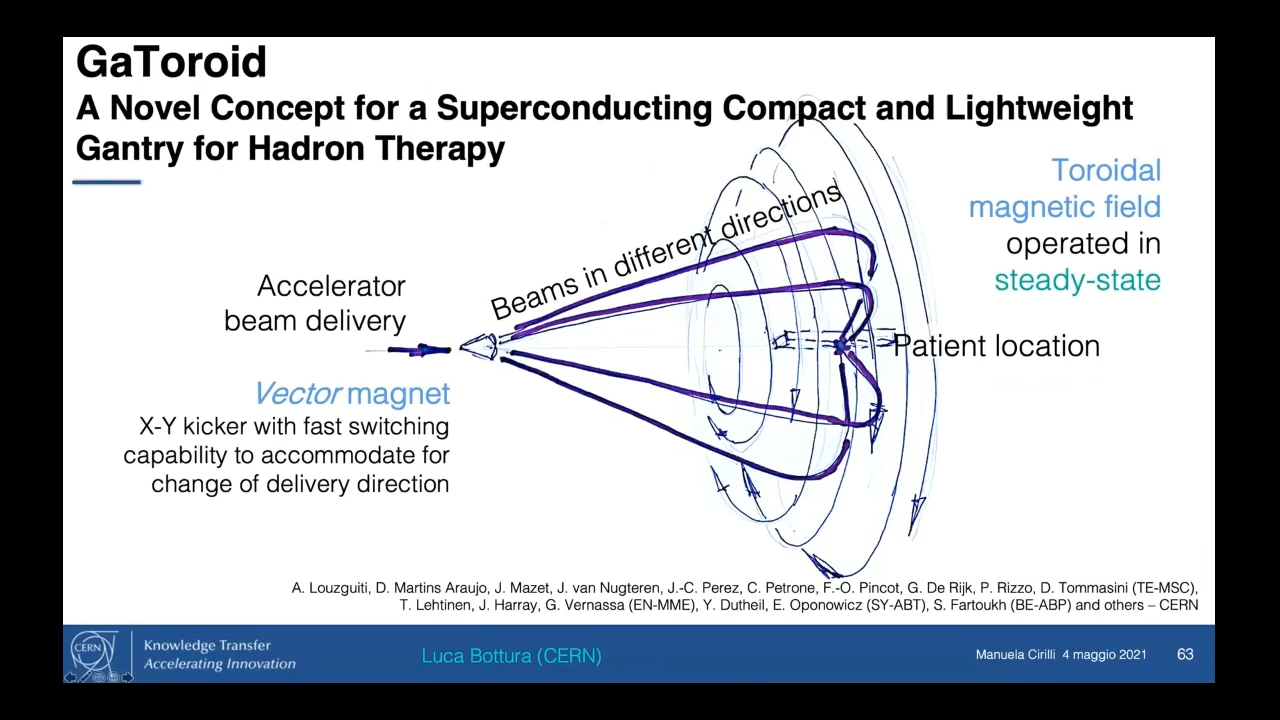 GaToroid
A Novel Concept for a Superconducting Compact and Lightweight
Gantry for Hadron Therapy
Toroidal
magnetic field
operated in
steady-state
Beams in different directions
Accelerator
beam delivery
Patient location
Vector magnet
X-Y kicker with fast switching
capability to accommodate for
change of delivery direction
A. Louzguiti, D. Martins Araujo, J. Mazet, J. van Nugteren, J.-C. Perez, C. Petrone, F.-O. Pincot, G. De Rijk, P. Rizzo, D. Tommasini (TE-MSC),
T. Lehtinen, J. Harray, G. Vernassa (EN-MME), Y. Dutheil, E. Oponowicz (SY-ABT), S. Fartoukh (BE-ABP) and others – CERN
CERN
Knowledge Transfer
Accelerating Innovation
Luca Bottura (CERN)
Manuela Cirilli 4 maggio 2021
63